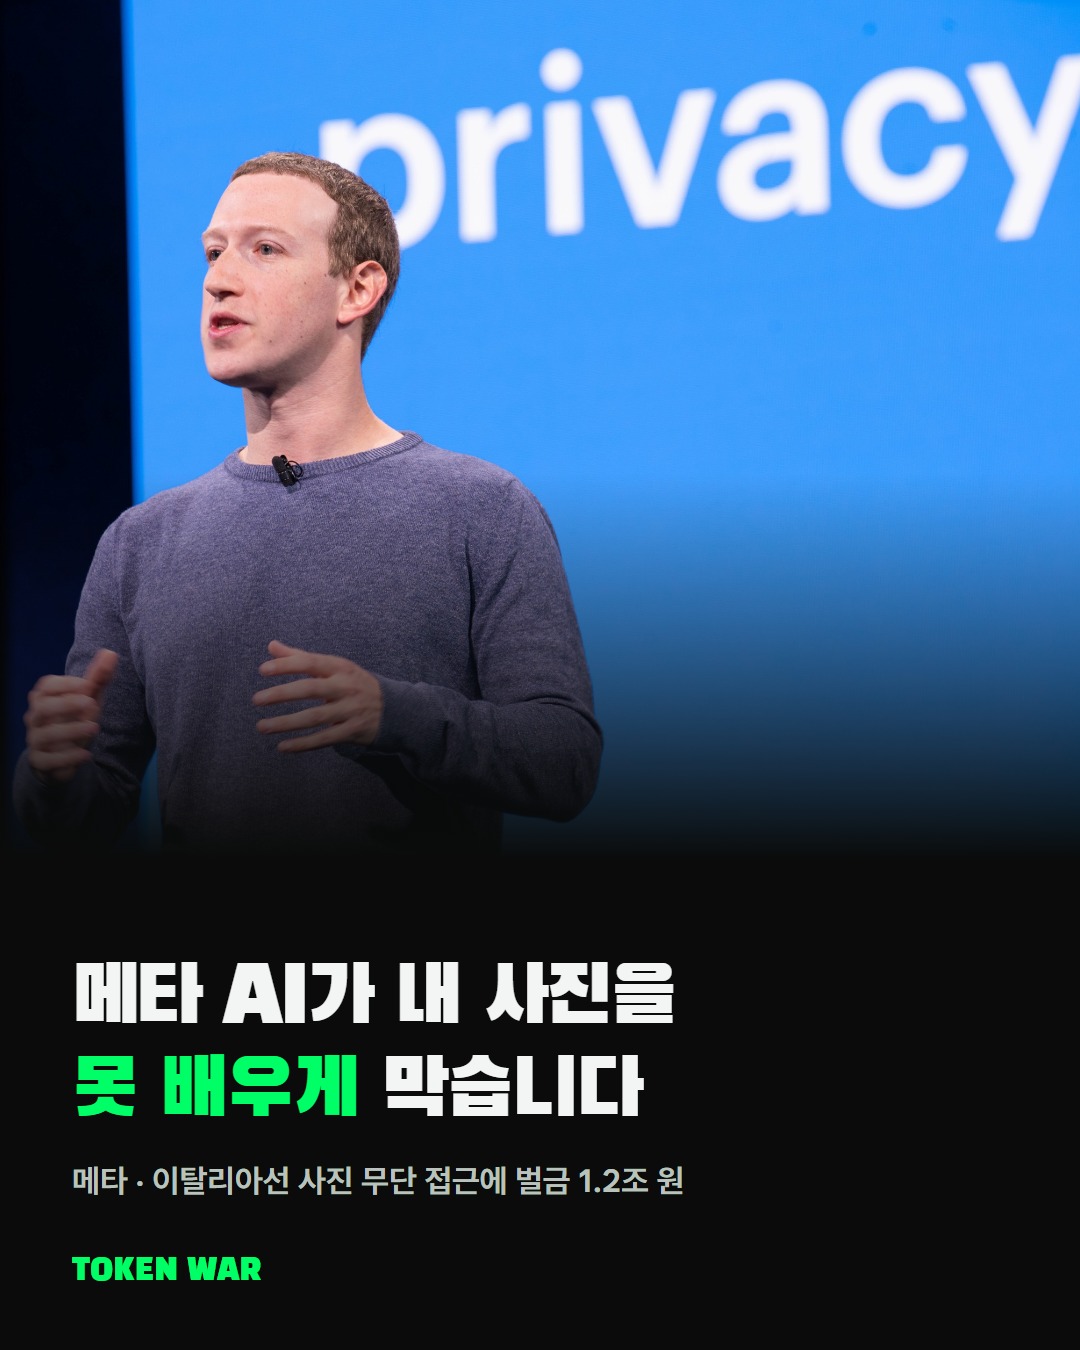 privacy
메타 AI가 내 사진을
못 배우게 막습니다
메타 · 이탈리아선 사진 무단 접근에 벌금 1.2조 원
TOKEN WAR